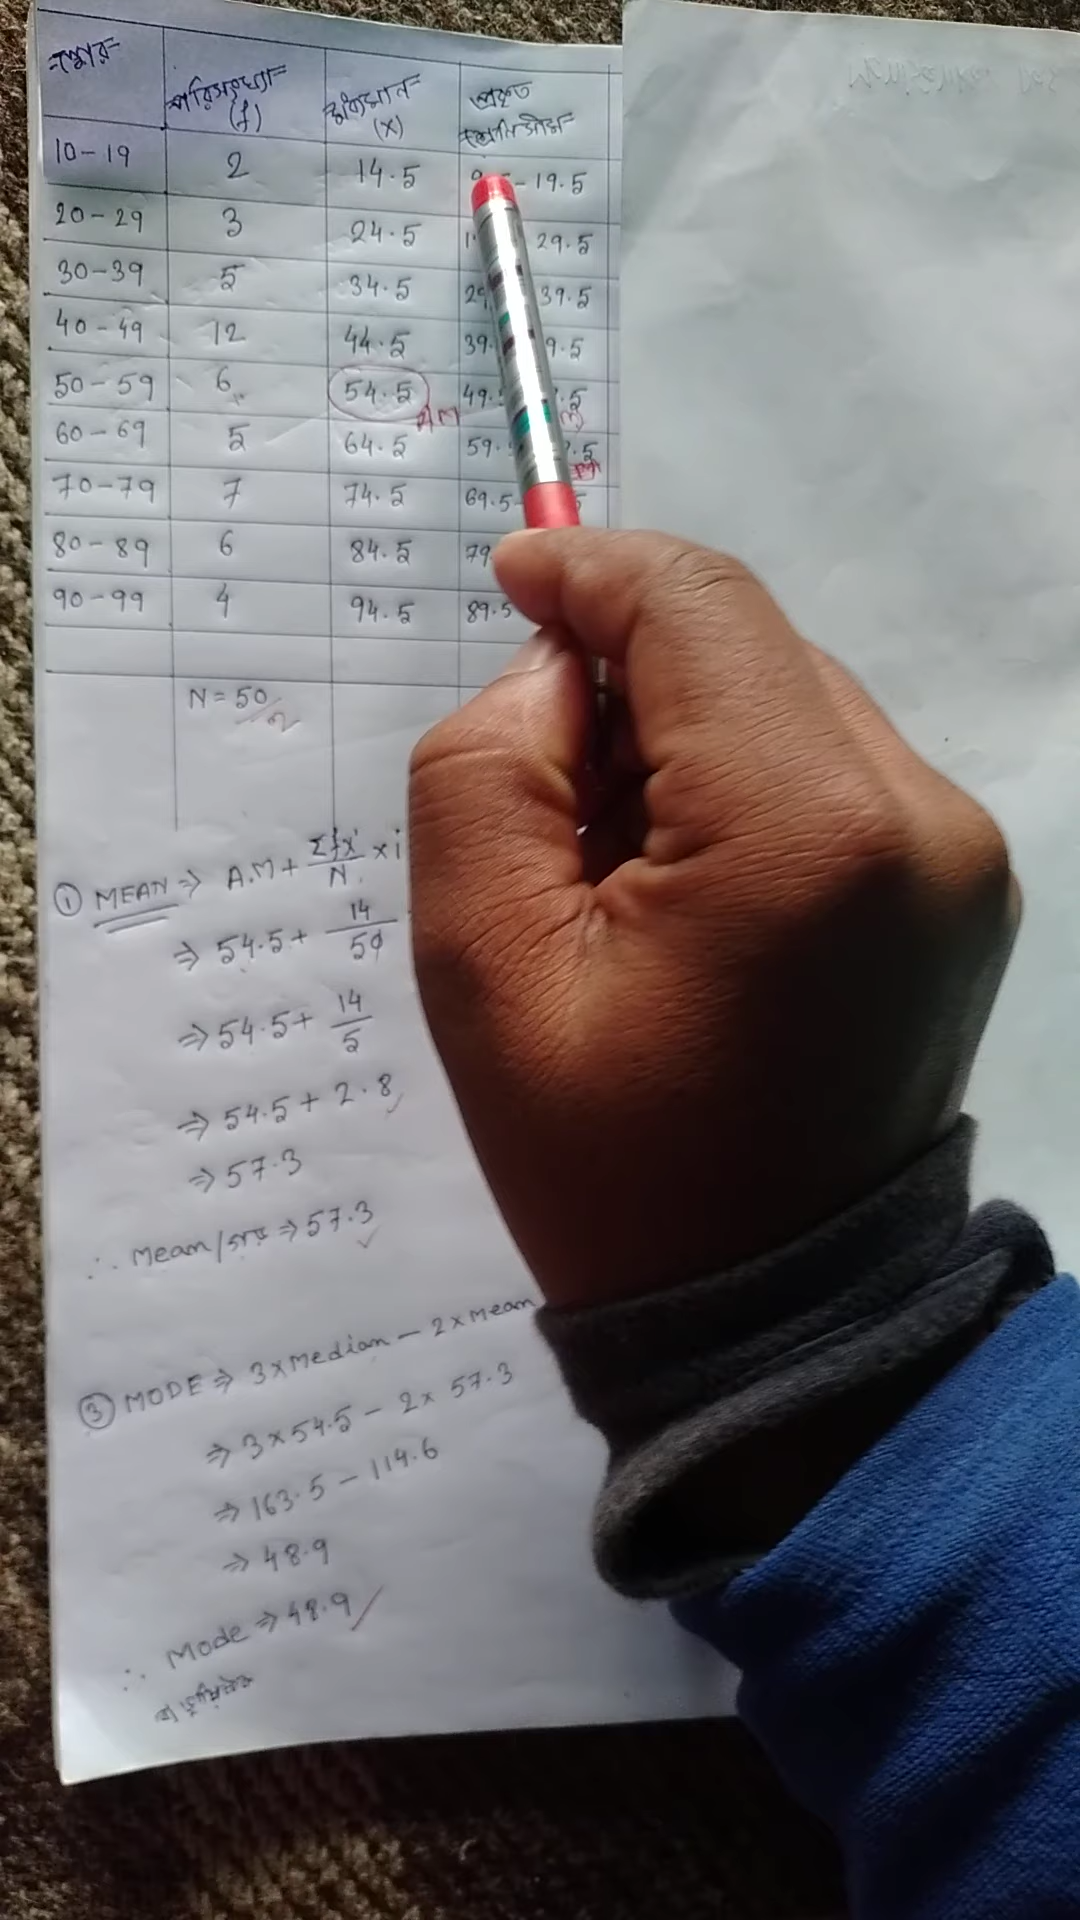 নম্বর
পরিসংখ্যা (f)
মধ্যমান (x)
প্রকৃত
10-19 2 14.5 - 19.5
20-29 3 24.5 29.5
30-39 5 34.5 39.5
40-49 12 44.5
50-59 6 54.5 AM
60-69 5 64.5
70-79 7 74.5 69.5-
80-89 6 84.5
90-99 4 94.5 89.5
N = 50/2
① MEAN ⇒ A.M + Σfx'/N × i
⇒ 54.5 + 14/50
⇒ 54.5 + 14/5
⇒ 54.5 + 2.8
⇒ 57.3
∴ Mean/গড় ⇒ 57.3
③ MODE ⇒ 3 × Median - 2 × Mean
⇒ 3 × 54.5 - 2 × 57.3
⇒ 163.5 - 114.6
⇒ 48.9
∴ Mode ⇒ 48.9